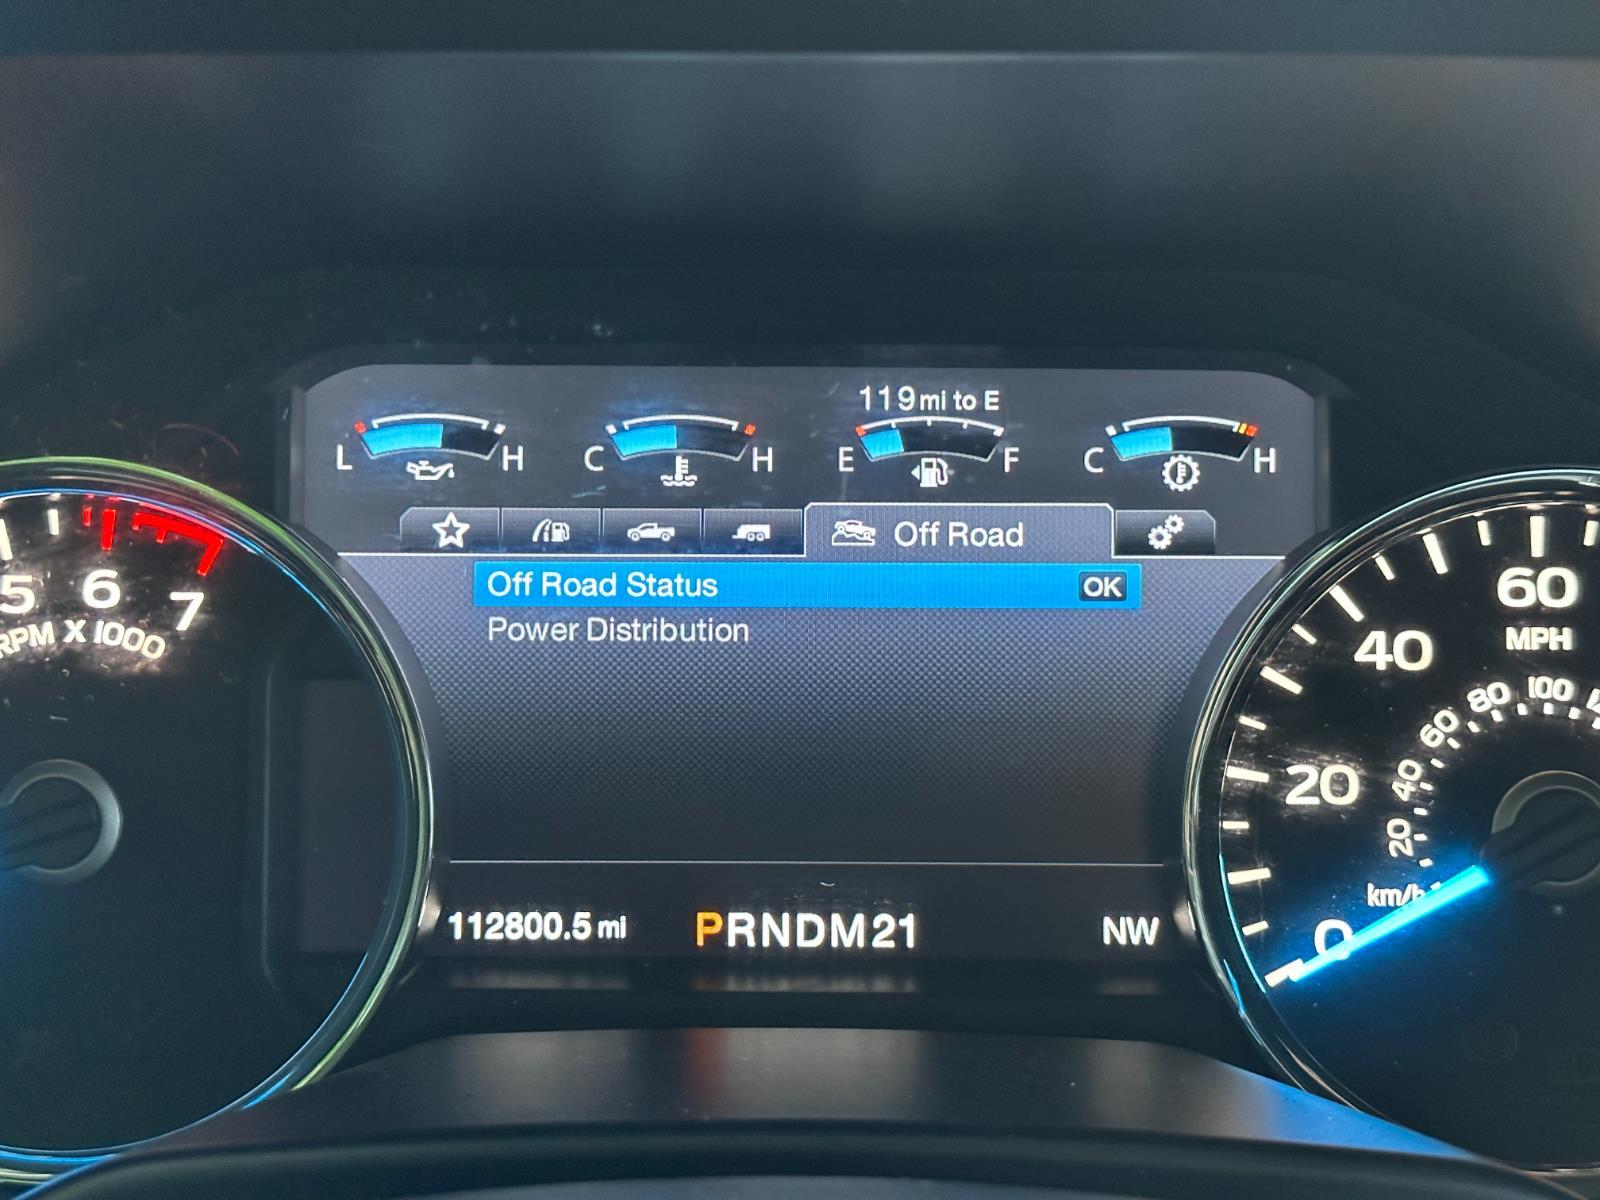 119 mi to E
L H C H E F C H
Off Road
Off Road Status OK
Power Distribution
112800.5 mi PRNDM21 NW
5 6 7
RPM X 1000
0 20 40 60
MPH
20 40 60 80 100
km/h